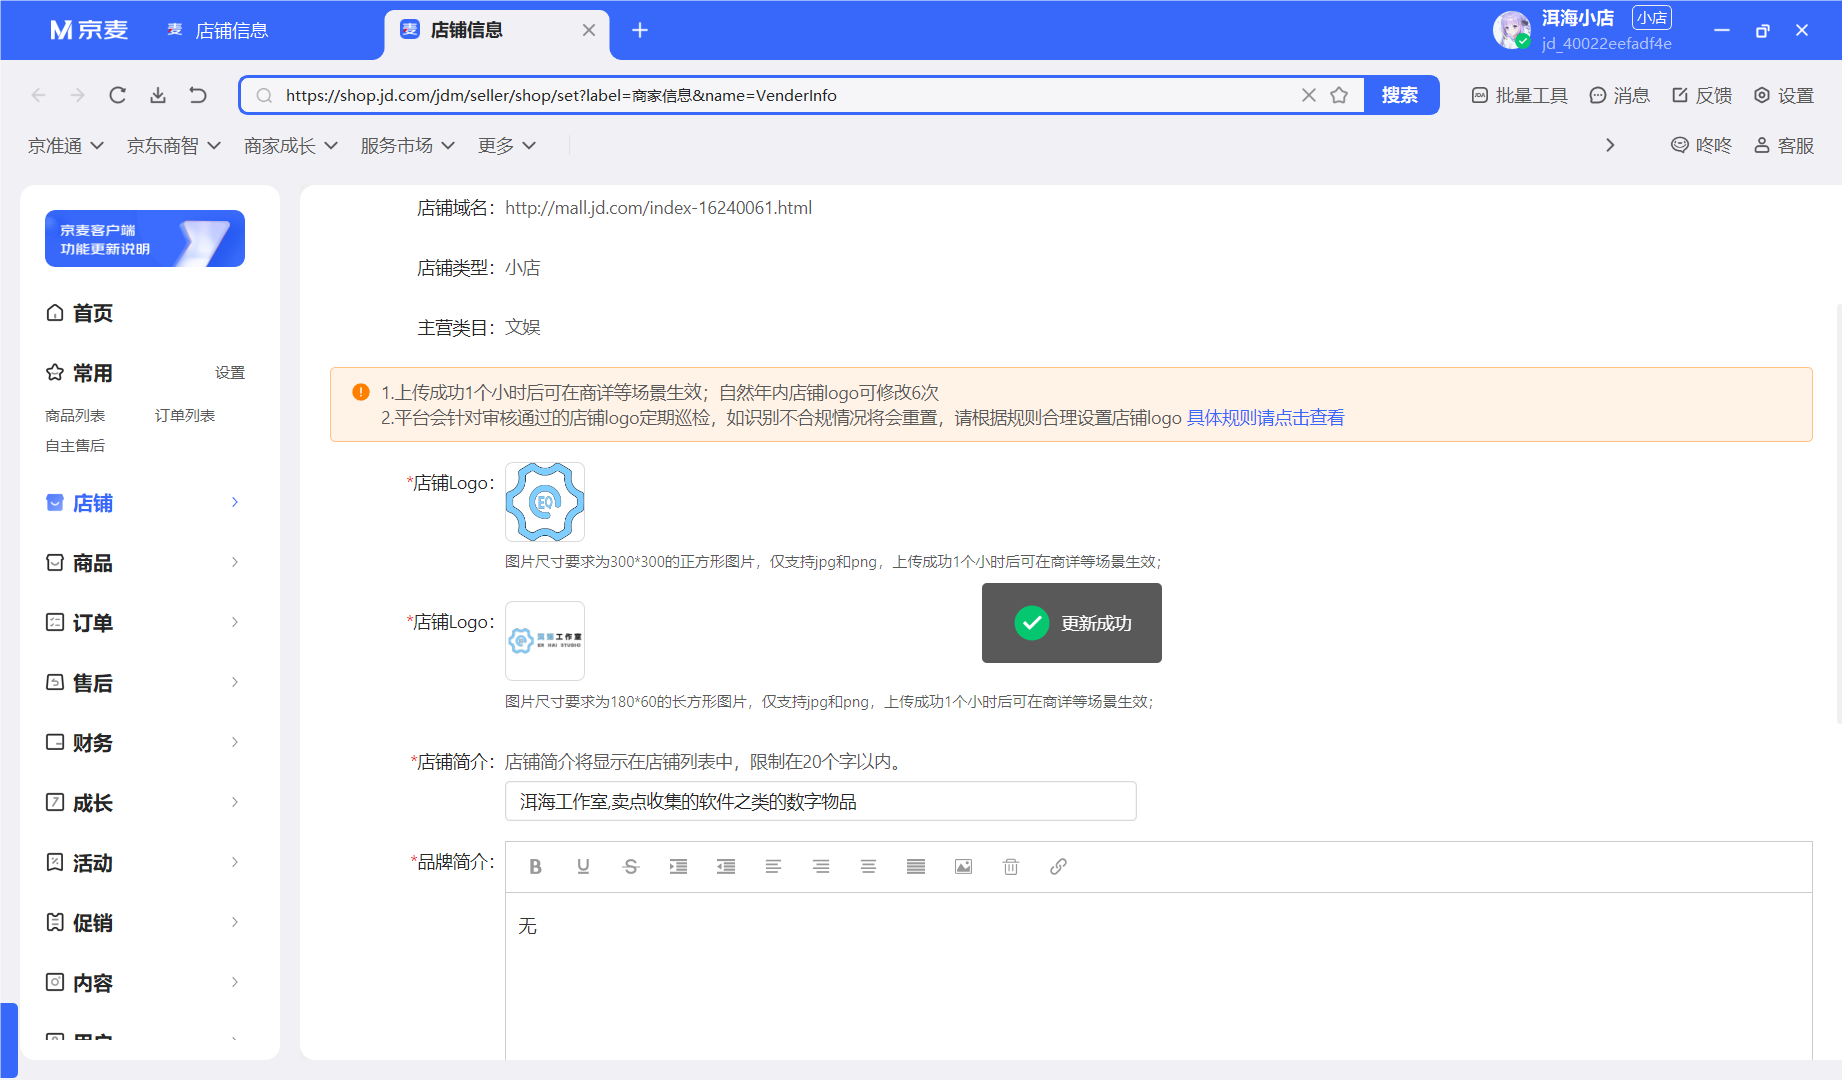 京麦
麦 店铺信息
麦 店铺信息
洱海小店 小店
jd_40022eefadf4e
https://shop.jd.com/jdm/seller/shop/set?label=商家信息&name=VenderInfo
搜索
批量工具
消息
反馈
设置
京准通
京东商智
商家成长
服务市场
更多
咚咚
客服
京麦客户端
功能更新说明
首页
常用
设置
商品列表
订单列表
自主售后
店铺
商品
订单
售后
财务
成长
活动
促销
内容
店铺域名：http://mall.jd.com/index-16240061.html
店铺类型：小店
主营类目：文娱
1.上传成功1个小时后可在商详等场景生效；自然年内店铺logo可修改6次
2.平台会针对审核通过的店铺logo定期巡检，如识别不合规情况将会重置，请根据规则合理设置店铺logo 具体规则请点击查看
*店铺Logo：
EQ
图片尺寸要求为300*300的正方形图片，仅支持jpg和png，上传成功1个小时后可在商详等场景生效；
更新成功
*店铺Logo：
洱海工作室
ER HAI STUDIO
图片尺寸要求为180*60的长方形图片，仅支持jpg和png，上传成功1个小时后可在商详等场景生效；
*店铺简介：店铺简介将显示在店铺列表中，限制在20个字以内。
洱海工作室,卖点收集的软件之类的数字物品
*品牌简介：
无